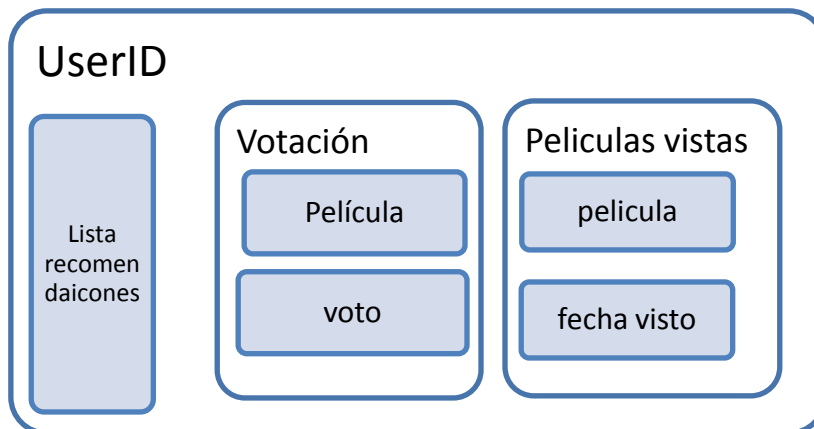 UserID
Lista
recomen
daicones
Votación
Película
voto
Peliculas vistas
pelicula
fecha visto